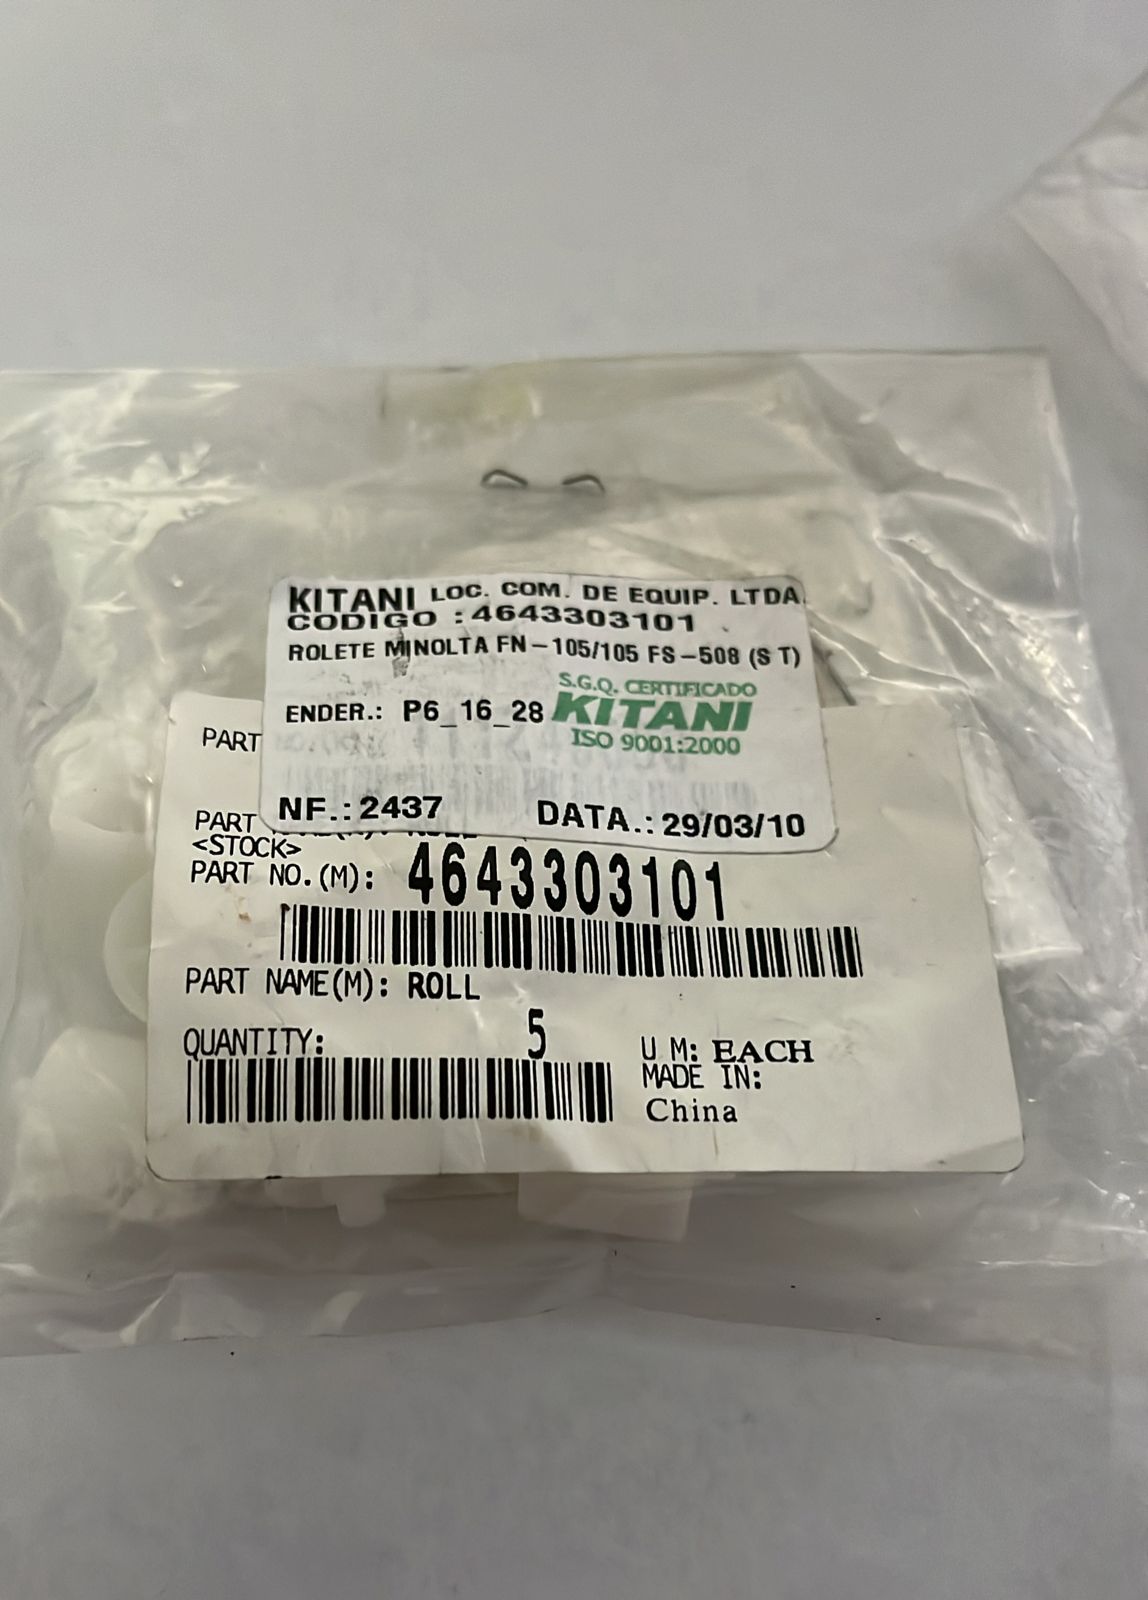 KITANI LOC. COM. DE EQUIP. LTDA.
CODIGO : 4643303101
ROLETE MINOLTA FN-105/105 FS-508 (S T)
S.G.Q. CERTIFICADO
ENDER.: P6_16_28 KITANI
ISO 9001:2000
PART
NF.: 2437 DATA.: 29/03/10
PART
<STOCK>
PART NO.(M): 4643303101
PART NAME(M): ROLL
QUANTITY: 5
U M: EACH
MADE IN:
China